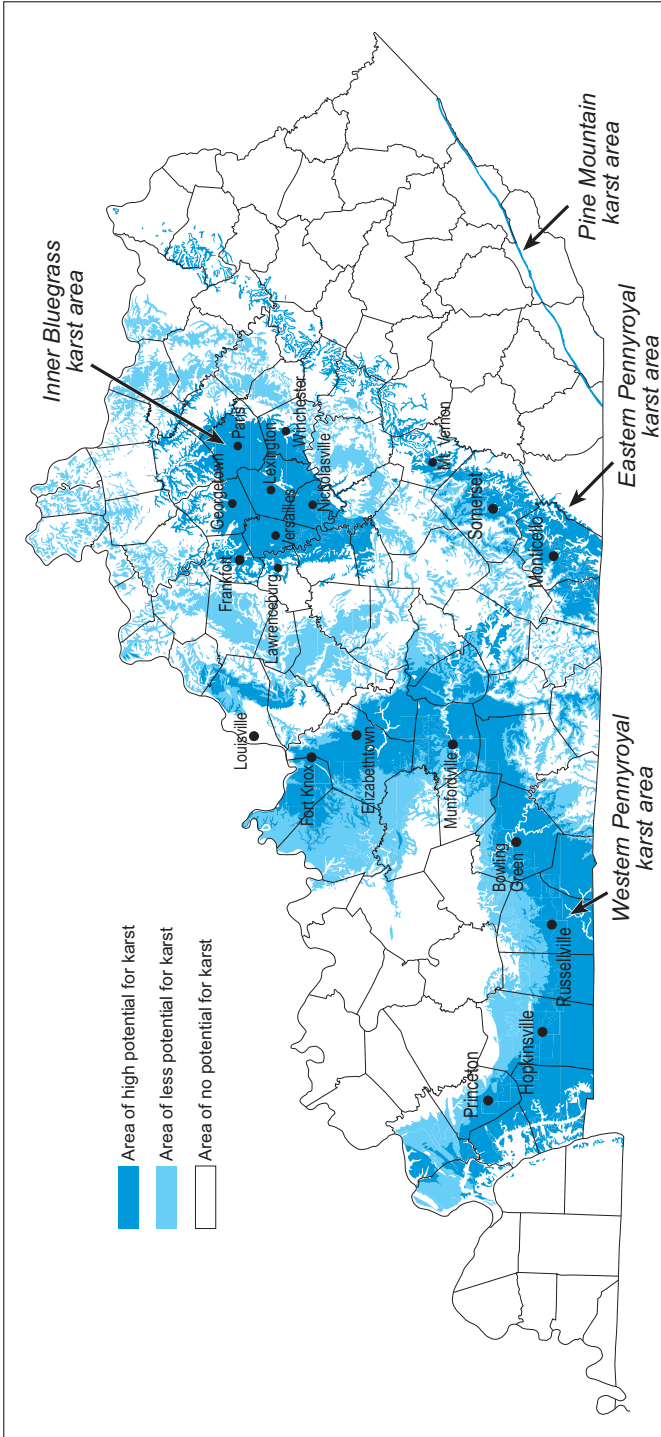 Area of high potential for karst
Area of less potential for karst
Area of no potential for karst
Inner Bluegrass
karst area
Georgetown
Paris
Frankfort
Lexington
Winchester
Versailles
Lawrenceburg
Nicholasville
Louisville
Fort Knox
Elizabethtown
Mt. Vernon
Munfordville
Somerset
Princeton
Bowling
Green
Hopkinsville
Russellville
Monticello
Pine Mountain
karst area
Eastern Pennyroyal
karst area
Western Pennyroyal
karst area